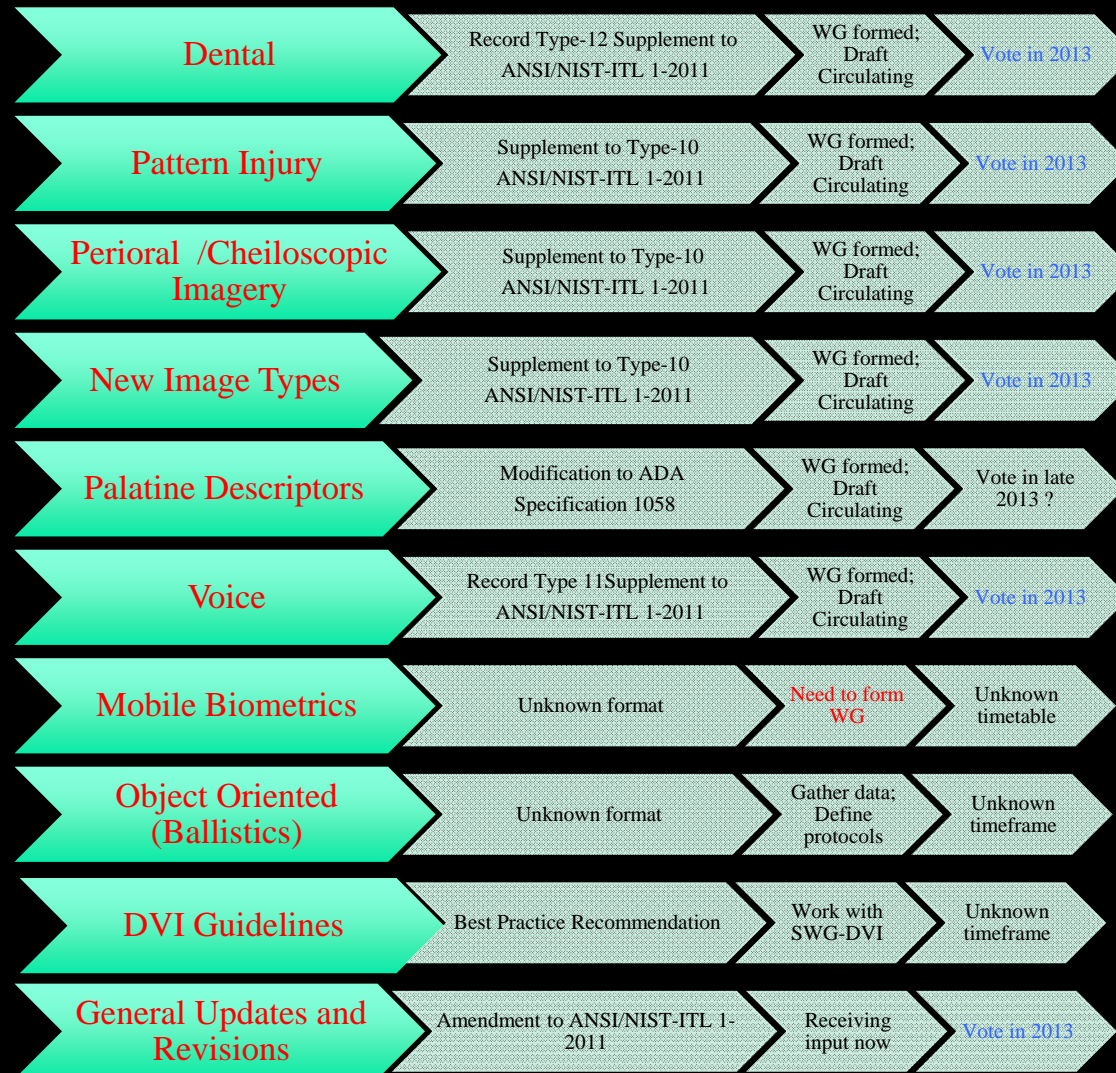 Dental
Record Type-12 Supplement to
ANSI/NIST-ITL 1-2011
WG formed;
Draft
Circulating
Vote in 2013
Pattern Injury
Supplement to Type-10
ANSI/NIST-ITL 1-2011
WG formed;
Draft
Circulating
Vote in 2013
Perioral /Cheiloscopic
Imagery
Supplement to Type-10
ANSI/NIST-ITL 1-2011
WG formed;
Draft
Circulating
Vote in 2013
New Image Types
Supplement to Type-10
ANSI/NIST-ITL 1-2011
WG formed;
Draft
Circulating
Vote in 2013
Palatine Descriptors
Modification to ADA
Specification 1058
WG formed;
Draft
Circulating
Vote in late
2013 ?
Voice
Record Type 11Supplement to
ANSI/NIST-ITL 1-2011
WG formed;
Draft
Circulating
Vote in 2013
Mobile Biometrics
Unknown format
Need to form
WG
Unknown
timetable
Object Oriented
(Ballistics)
Unknown format
Gather data;
Define
protocols
Unknown
timeframe
DVI Guidelines
Best Practice Recommendation
Work with
SWG-DVI
Unknown
timeframe
General Updates and
Revisions
Amendment to ANSI/NIST-ITL 1-
2011
Receiving
input now
Vote in 2013